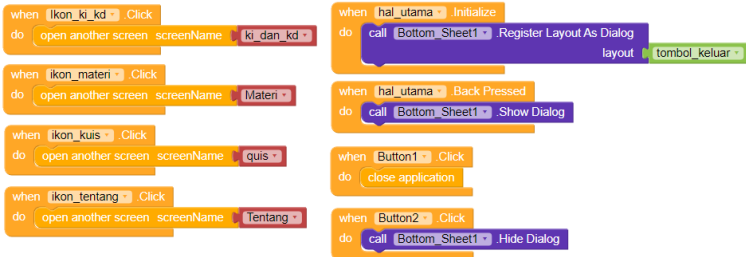 when Ikon_ki_kd .Click
do open another screen screenName ki_dan_kd
when ikon_materi .Click
do open another screen screenName Materi
when ikon_kuis .Click
do open another screen screenName quis
when ikon_tentang .Click
do open another screen screenName Tentang
when hal_utama .Initialize
do call Bottom_Sheet1 .Register Layout As Dialog
layout tombol_keluar
when hal_utama .Back Pressed
do call Bottom_Sheet1 .Show Dialog
when Button1 .Click
do close application
when Button2 .Click
do call Bottom_Sheet1 .Hide Dialog